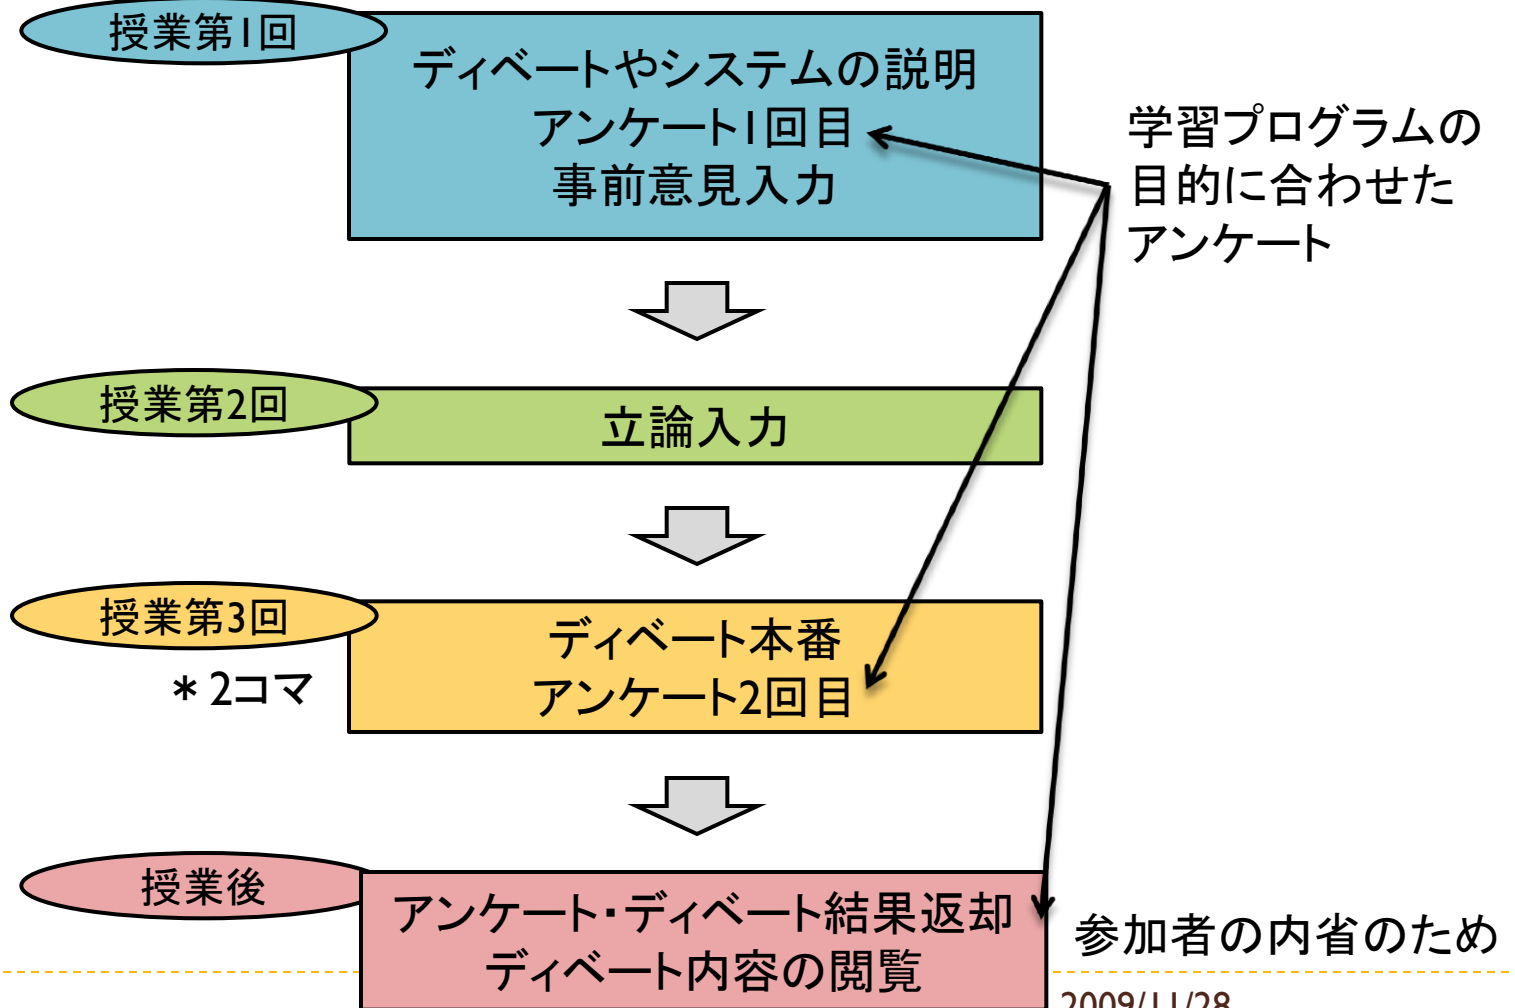 授業第1回
ディベートやシステムの説明
アンケート1回目
事前意見入力
学習プログラムの
目的に合わせた
アンケート
授業第2回
立論入力
授業第3回
＊2コマ
ディベート本番
アンケート2回目
授業後
アンケート・ディベート結果返却
ディベート内容の閲覧
参加者の内省のため
2009/11/28